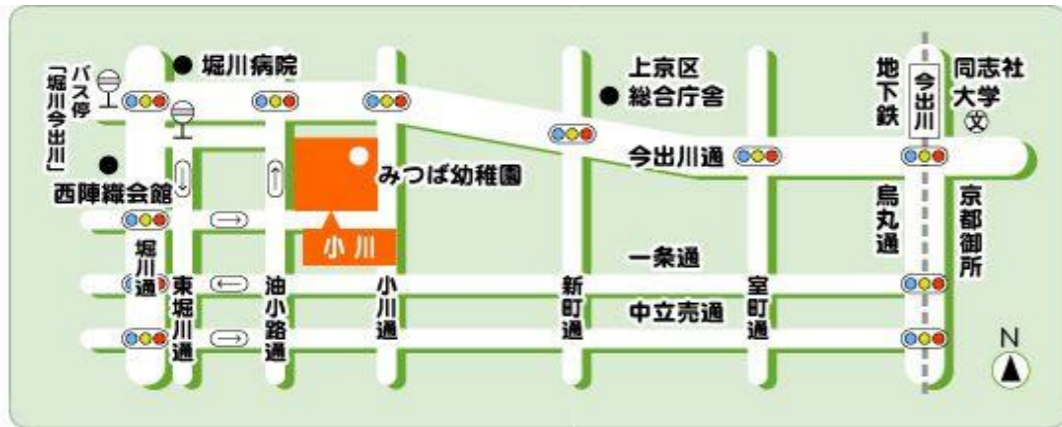 バス停
「堀川今出川」
堀川病院
西陣織会館
みつば幼稚園
小川
上京区
総合庁舎
今出川通
地下鉄
今出川
同志社
大学
文
烏丸通
京都御所
一条通
中立売通
堀川通
東堀川通
油小路通
小川通
新町通
室町通
N